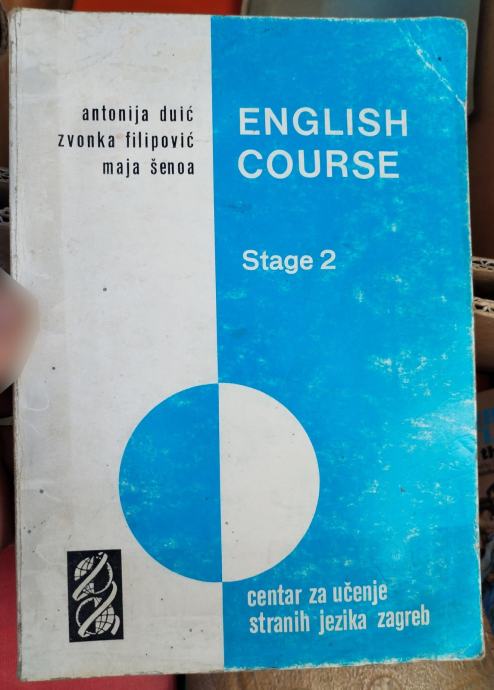 antonija duić
zvonka filipović
maja šenoa
ENGLISH
COURSE
Stage 2
centar za učenje
stranih jezika zagreb